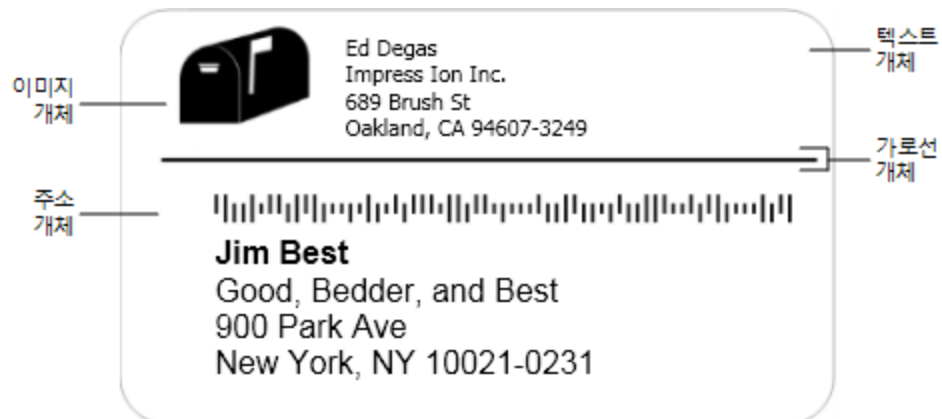 이미지
개체
Ed Degas
Impress Ion Inc.
689 Brush St
Oakland, CA 94607-3249
텍스트
개체
가로선
개체
주소
개체
Jim Best
Good, Bedder, and Best
900 Park Ave
New York, NY 10021-0231